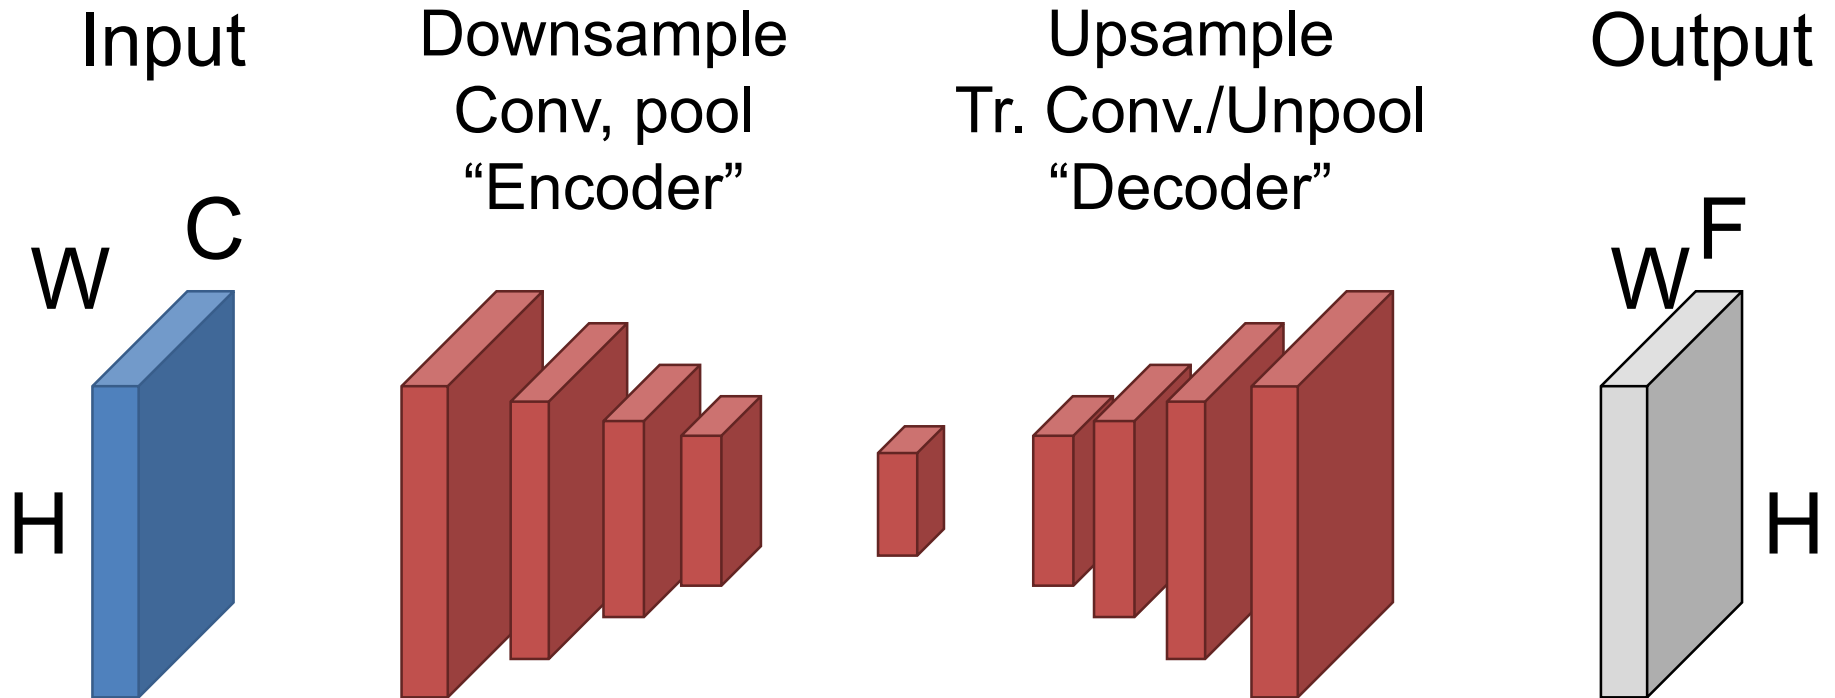 Input
Downsample
Conv, pool
“Encoder”
Upsample
Tr. Conv./Unpool
“Decoder”
Output
C
W
H
F
W
H